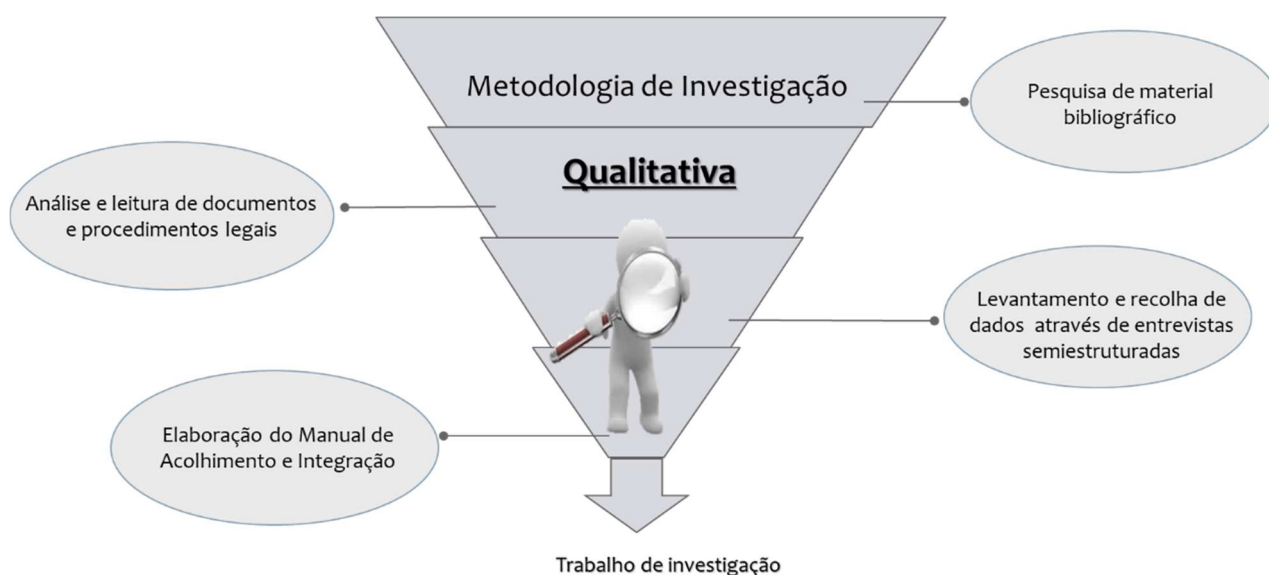 Metodologia de Investigação
Pesquisa de material
bibliográfico
Qualitativa
Análise e leitura de documentos
e procedimentos legais
Levantamento e recolha de
dados através de entrevistas
semiestruturadas
Elaboração do Manual de
Acolhimento e Integração
Trabalho de investigação